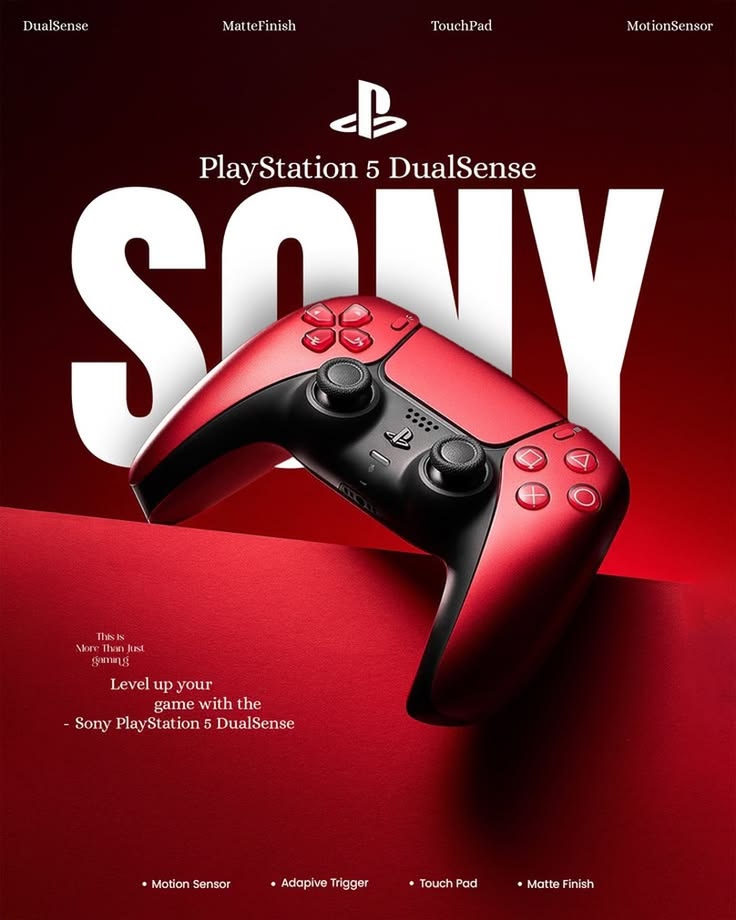 DualSense MatteFinish TouchPad MotionSensor
PlayStation 5 DualSense
SONY
This is
More Than Just
gaming
Level up your
game with the
- Sony PlayStation 5 DualSense
• Motion Sensor • Adapive Trigger • Touch Pad • Matte Finish